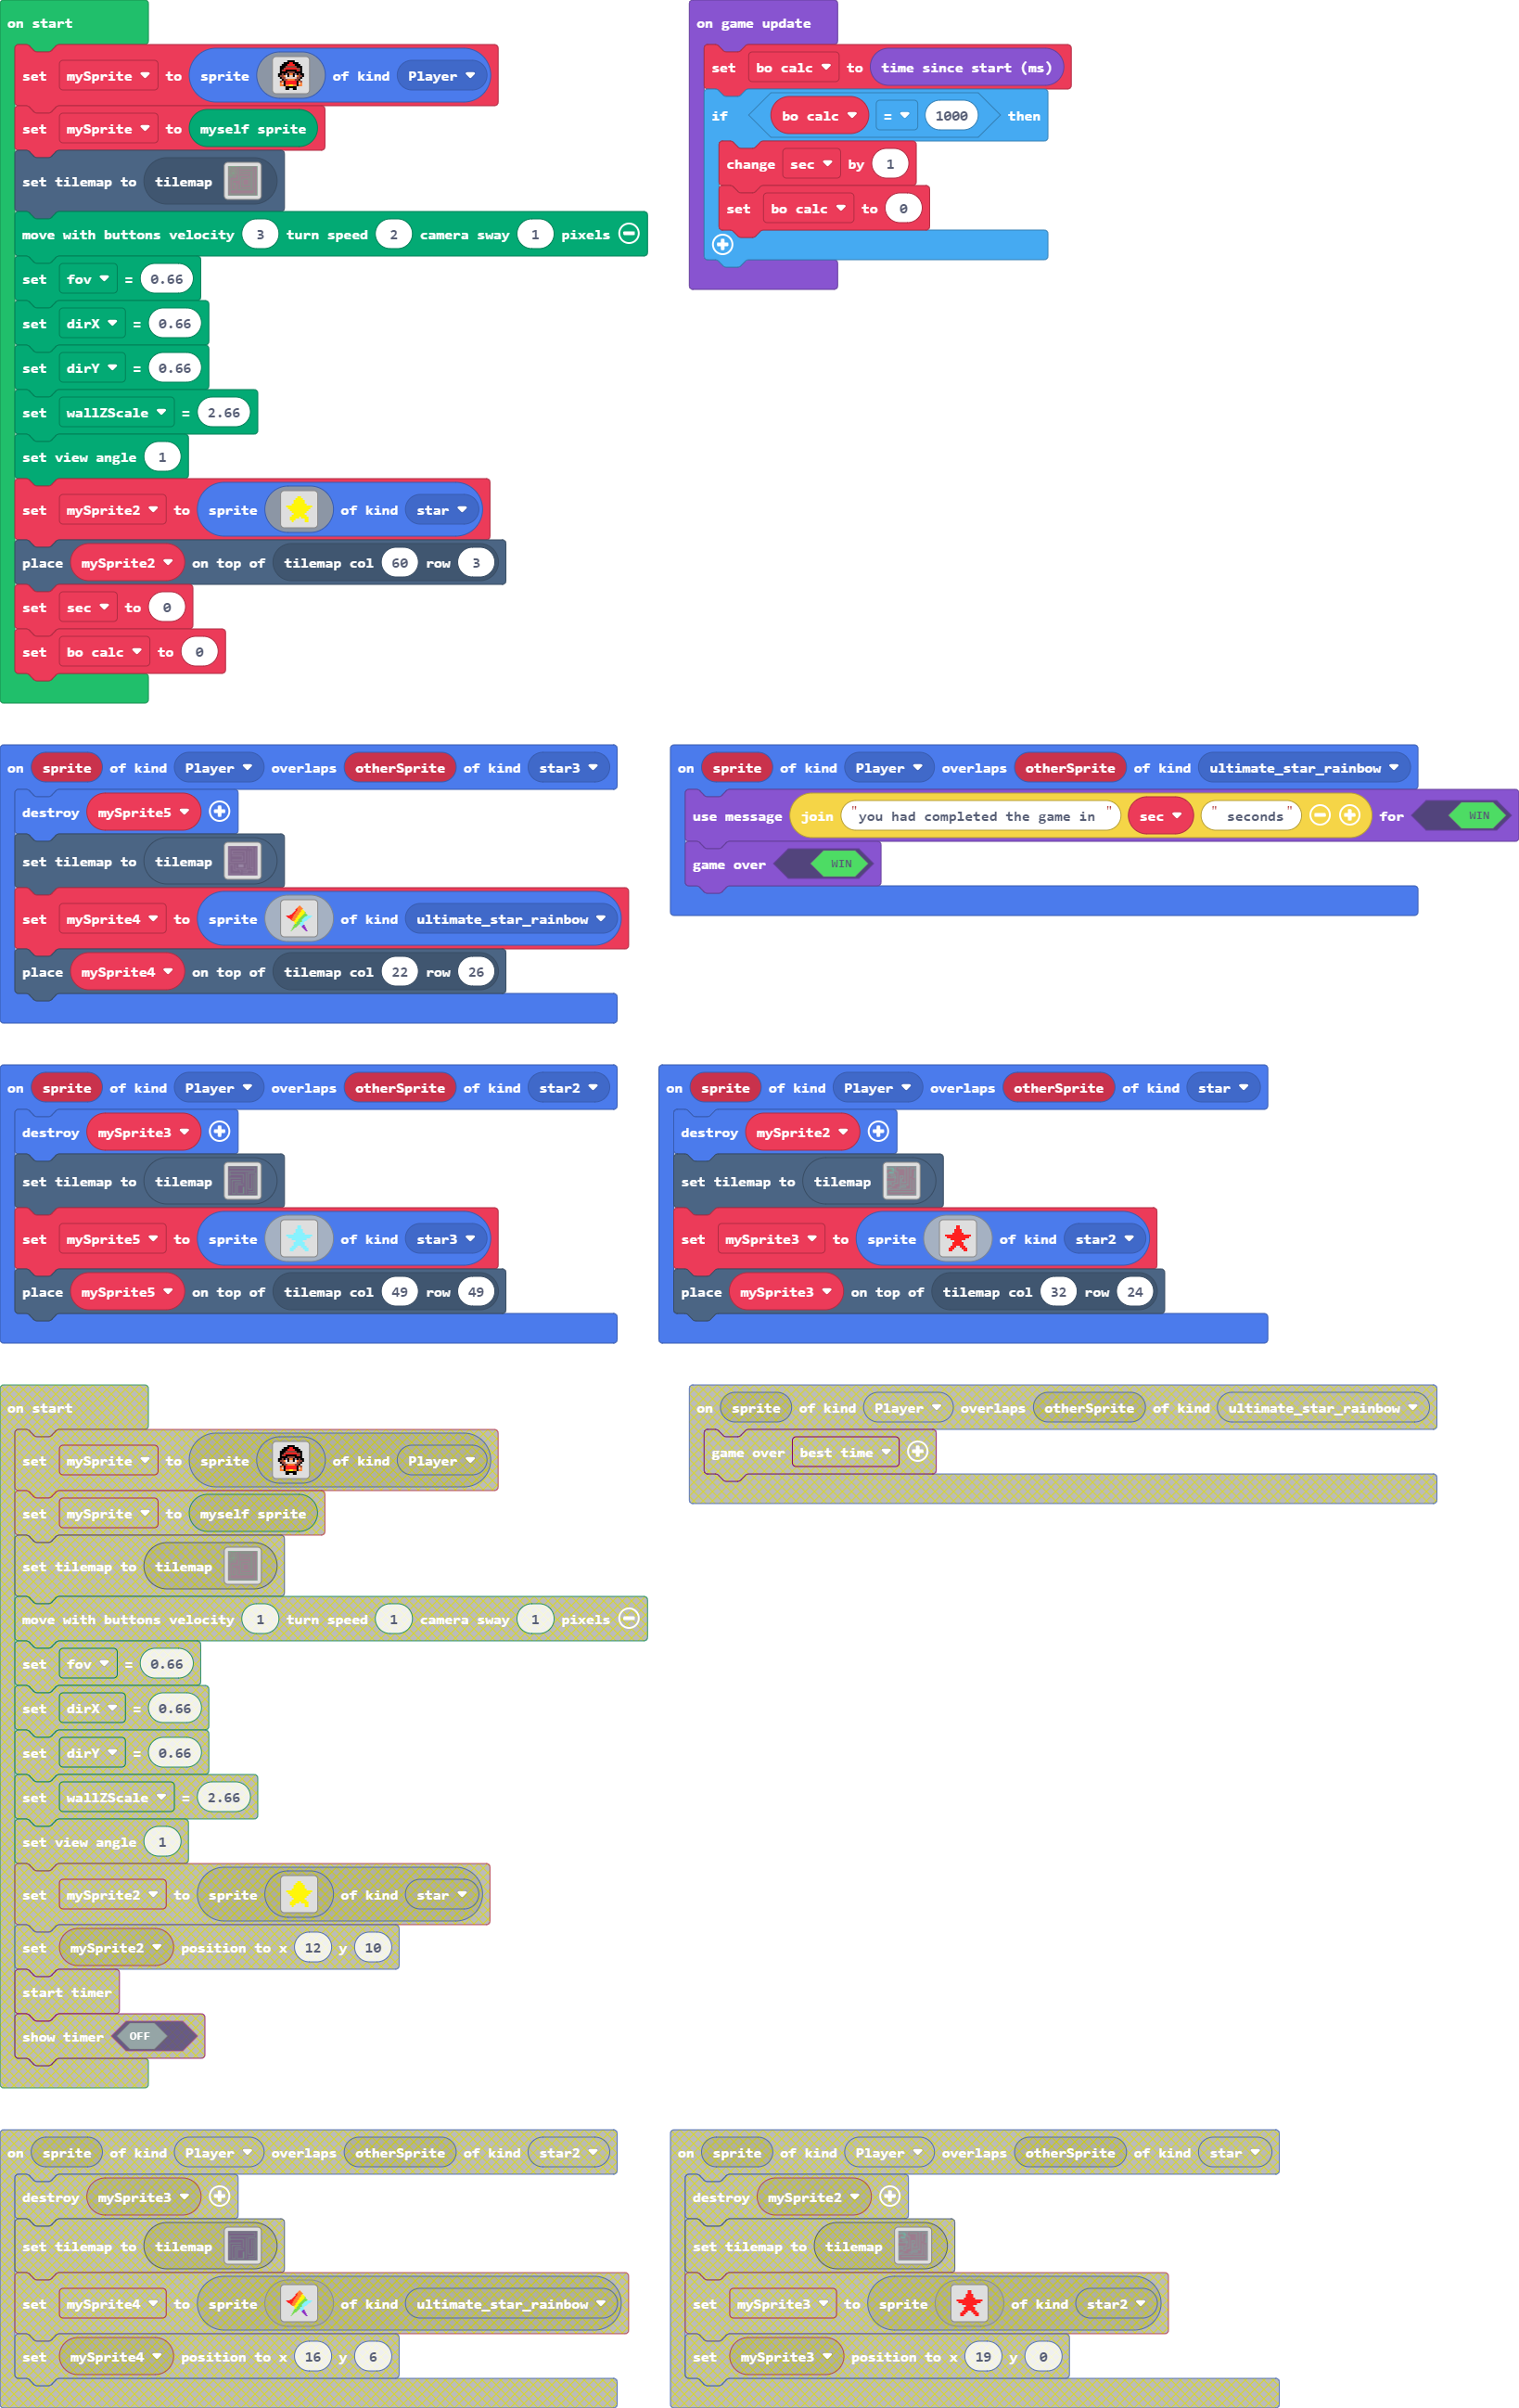 on start
set mySprite to sprite of kind Player
set mySprite to myself sprite
set tilemap to tilemap
move with buttons velocity 3 turn speed 2 camera sway 1 pixels
set fov = 0.66
set dirX = 0.66
set dirY = 0.66
set wallZScale = 2.66
set view angle 1
set mySprite2 to sprite of kind star
place mySprite2 on top of tilemap col 60 row 3
set sec to 0
set bo calc to 0
on game update
set bo calc to time since start (ms)
if bo calc = 1000 then
change sec by 1
set bo calc to 0
on sprite of kind Player overlaps otherSprite of kind star3
destroy mySprite5
set tilemap to tilemap
set mySprite4 to sprite of kind ultimate_star_rainbow
place mySprite4 on top of tilemap col 22 row 26
on sprite of kind Player overlaps otherSprite of kind ultimate_star_rainbow
use message join "you had completed the game in " sec " seconds" for WIN
game over WIN
on sprite of kind Player overlaps otherSprite of kind star2
destroy mySprite3
set tilemap to tilemap
set mySprite5 to sprite of kind star3
place mySprite5 on top of tilemap col 49 row 49
on sprite of kind Player overlaps otherSprite of kind star
destroy mySprite2
set tilemap to tilemap
set mySprite3 to sprite of kind star2
place mySprite3 on top of tilemap col 32 row 24
on start
set mySprite to sprite of kind Player
set mySprite to myself sprite
set tilemap to tilemap
move with buttons velocity 1 turn speed 1 camera sway 1 pixels
set fov = 0.66
set dirX = 0.66
set dirY = 0.66
set wallZScale = 2.66
set view angle 1
set mySprite2 to sprite of kind star
set mySprite2 position to x 12 y 10
start timer
show timer OFF
on sprite of kind Player overlaps otherSprite of kind ultimate_star_rainbow
game over best time
on sprite of kind Player overlaps otherSprite of kind star2
destroy mySprite3
set tilemap to tilemap
set mySprite4 to sprite of kind ultimate_star_rainbow
set mySprite4 position to x 16 y 6
on sprite of kind Player overlaps otherSprite of kind star
destroy mySprite2
set tilemap to tilemap
set mySprite3 to sprite of kind star2
set mySprite3 position to x 19 y 0